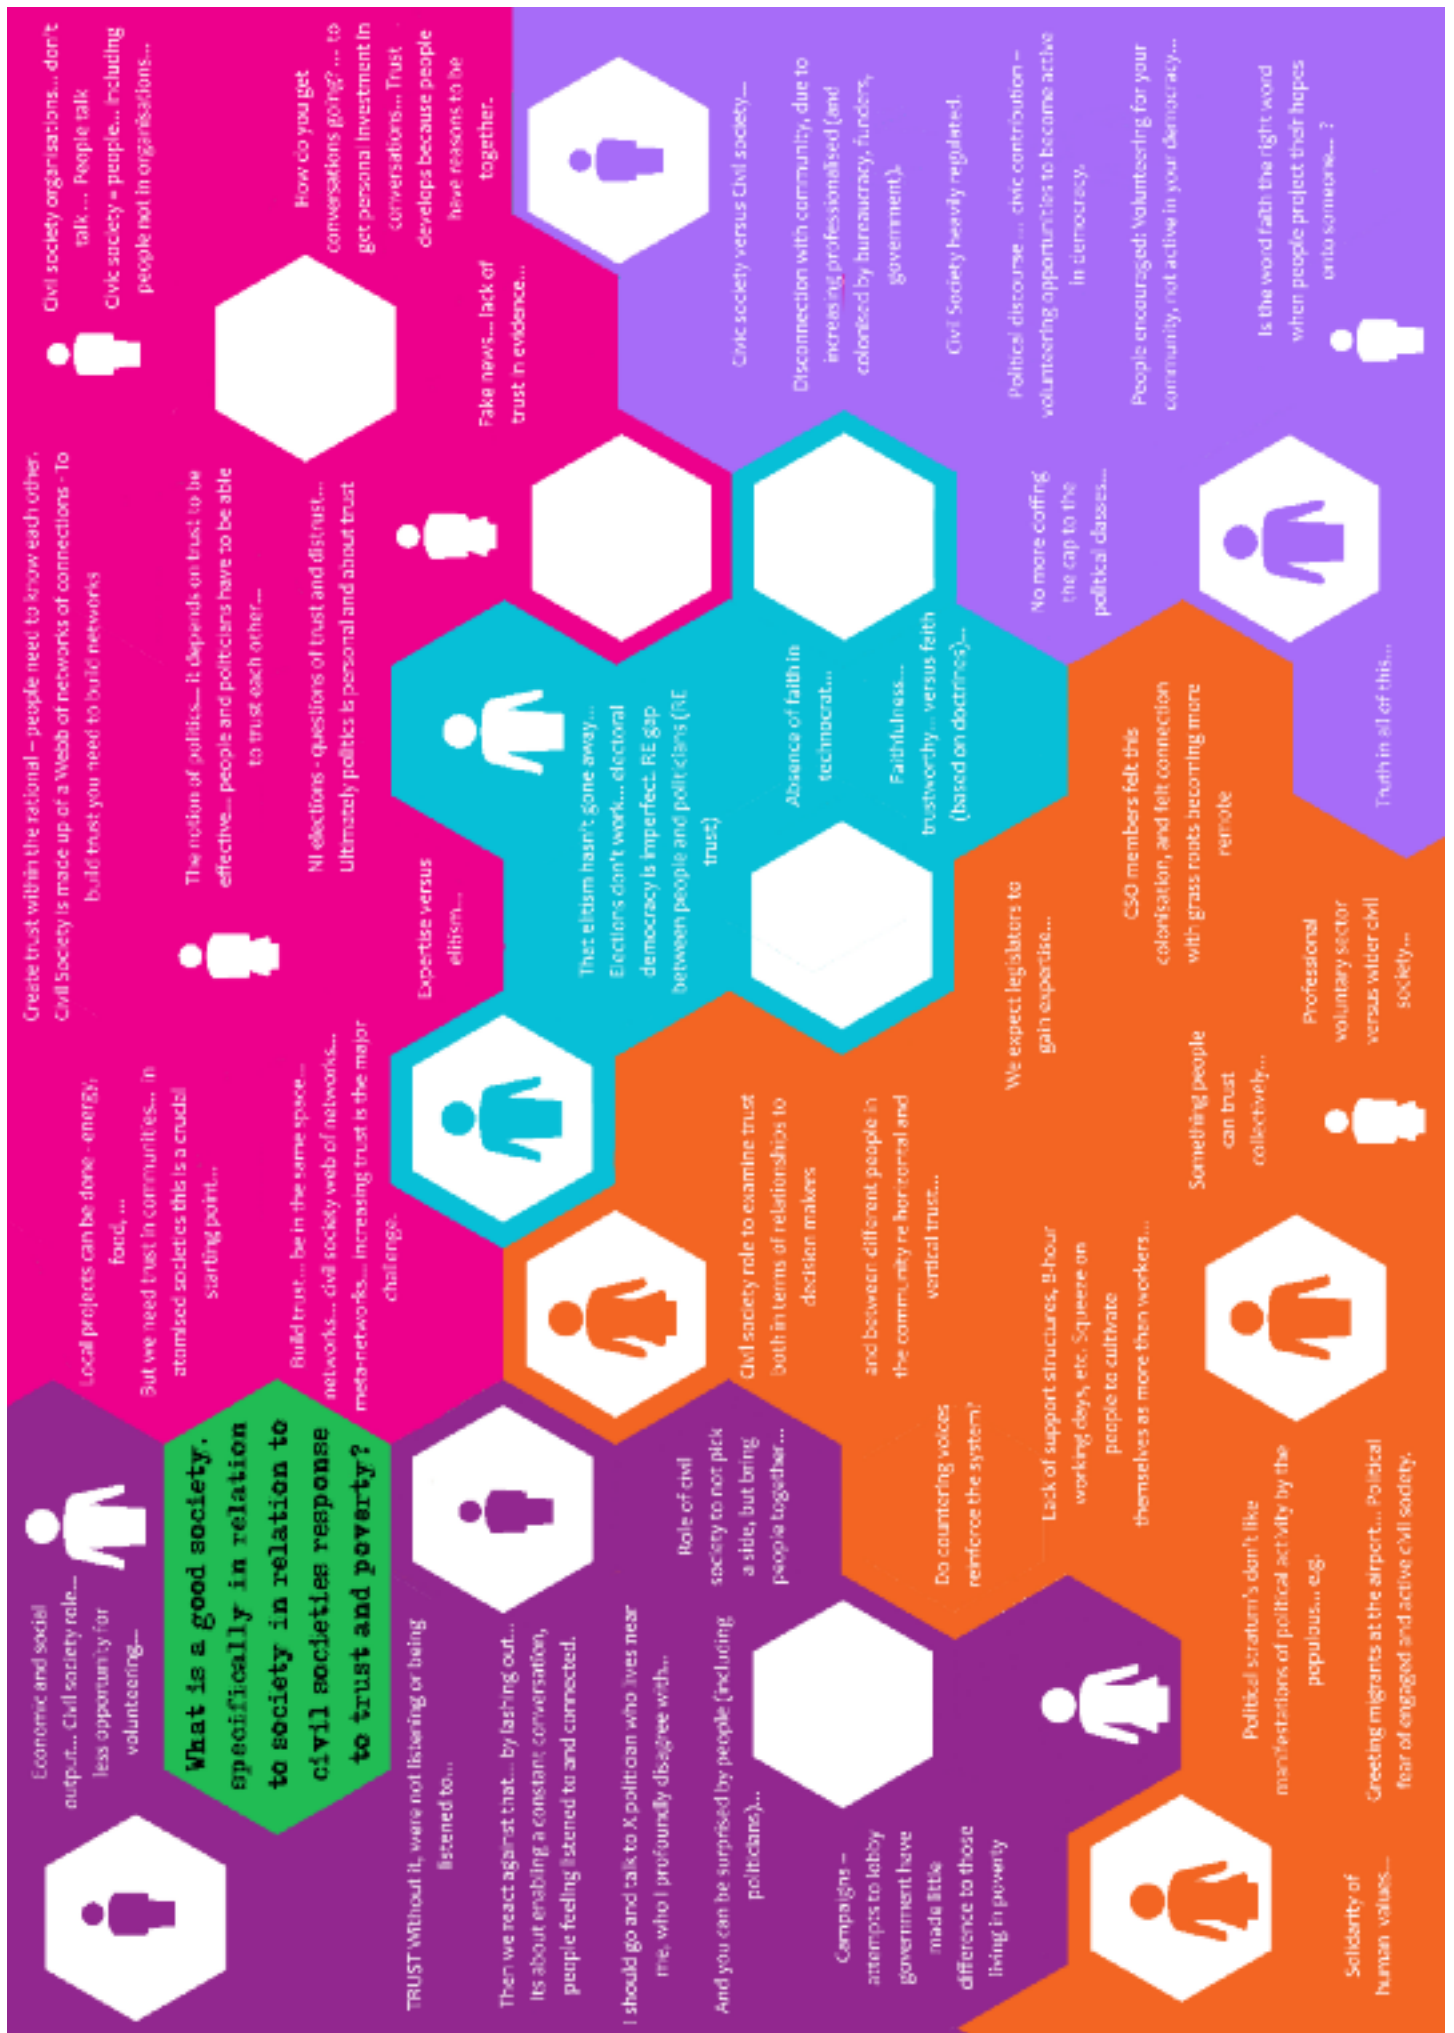 Economic and social
output... Civil society role...
less opportunity for
volunteering...
What is a good society.
specifically in relation
to society in relation to
civil societies response
to trust and poverty?
TRUST Without it, were not listening or being
listened to...
Then we react against that... by lashing out...
Its about enabling a constant conversation,
people feeling listened to and connected.
I should go and talk to X politician who lives near
me, who I profoundly disagree with...
And you can be surprised by people (including
politicians)...
Role of civil
society to not pick
a side, but bring
people together...
Campaigns –
attempts to lobby
government have
made little
difference to those
living in poverty
Local projects can be done - energy,
food, ...
But we need trust in communities... in
atomised societies this is a crucial
starting point...
Build trust... be in the same space...
networks... civil society web of networks...
meta-networks... increasing trust is the major
challenge.
Create trust within the rational – people need to know each other.
Civil Society is made up of a Webb of networks of connections - To
build trust you need to build networks
The notion of politics... it depends on trust to be
effective... people and politicians have to be able
to trust each other...
NI elections - questions of trust and distrust...
Ultimately politics is personal and about trust
Expertise versus
elitism...
Civil society organisations... don't
talk.... People talk
Civic society = people... including
people not in organisations...
How do you get
conversations going? ... to
get personal investment in
conversations... Trust
develops because people
have reasons to be
together.
Fake news... lack of
trust in evidence...
That elitism hasn't gone away...
Elections don't work... electoral
democracy is imperfect. RE gap
between people and politicians (RE
trust)
Absence of faith in
technocrat...
Faithfulness...
trustworthy... versus faith
(based on doctrines)...
Civic society versus Civil society...
Disconnection with community, due to
increasing professionalised (and
colonised by bureaucracy, funders,
government).
Civil Society heavily regulated.
Political discourse ... civic contribution –
volunteering opportunities to become active
in democracy.
People encouraged: Volunteering for your
community, not active in your democracy...
Is the word faith the right word
when people project their hopes
onto someone... ?
No more coffing
the cap to the
political classes...
Truth in all of this...
Civil society role to examine trust
both in terms of relationships to
decision makers
and between different people in
the community re horizontal and
vertical trust...
We expect legislators to
gain expertise...
CSO members felt this
colonisation, and felt connection
with grass roots becoming more
remote
Professional
voluntary sector
versus wider civil
society...
Something people
can trust
collectively...
Do countering voices
reinforce the system?
Lack of support structures, 9-hour
working days, etc. Squeeze on
people to cultivate
themselves as more than workers...
Political stratum's don't like
manifestations of political activity by the
populous... e.g.
Greeting migrants at the airport... Political
fear of engaged and active civil society.
Solidarity of
human values...